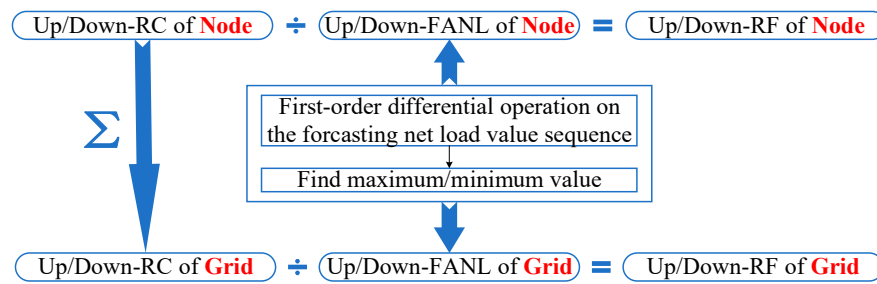 Up/Down-RC of Node ÷ Up/Down-FANL of Node = Up/Down-RF of Node
First-order differential operation on
the forcasting net load value sequence
Σ
Find maximum/minimum value
Up/Down-RC of Grid ÷ Up/Down-FANL of Grid = Up/Down-RF of Grid